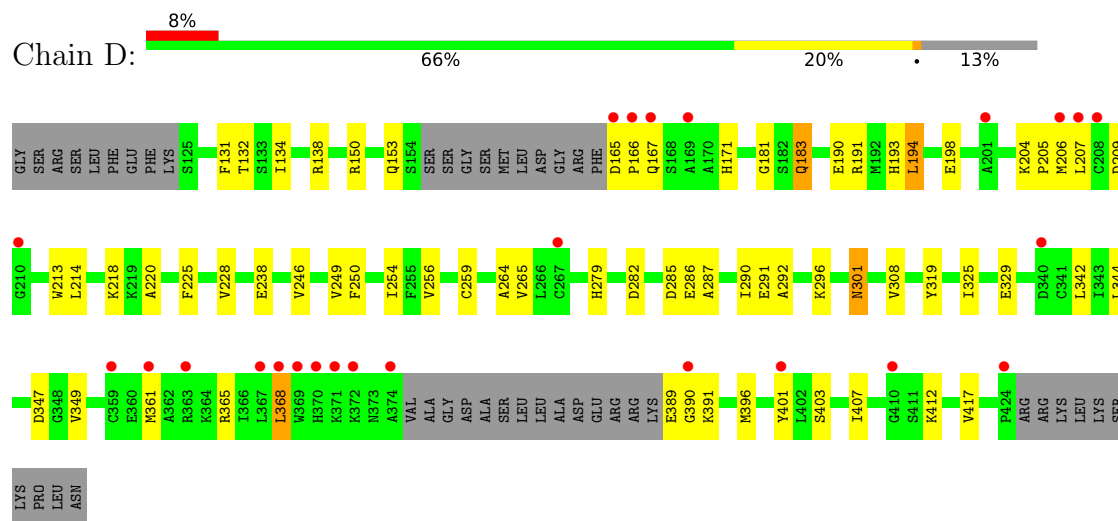 8%
Chain D:
66% 20% • 13%
GLY SER ARG SER LEU PHE GLU PHE LYS S125 F131 T132 S133 I134 R138 R150 Q153 S154 SER SER GLY SER MET LEU ASP GLY ARG PHE D165 P166 Q167 S168 A169 A170 H171 G181 S182 Q183 E190 R191 M192 H193 L194 E198 A201 K204 P205 M206 L207 C208 D209
G210 W213 L214 K218 K219 A220 F225 V228 E238 V246 V249 F250 I254 F255 V256 C259 A264 V265 L266 C267 H279 D282 D285 E286 A287 I290 E291 A292 K296 N301 V308 Y319 I325 E329 D340 C341 L342 I343 L344
D347 G348 V349 C359 E360 M361 A362 R363 K364 R365 I366 L367 L368 W369 H370 K371 K372 N373 A374 VAL ALA GLY ASP ALA SER LEU LEU ALA ASP GLU ARG ARG LYS E389 G390 K391 M396 Y401 L402 S403 I407 G410 S411 K412 V417 P424 ARG ARG LYS LEU LYS SER
LYS PRO LEU ASN